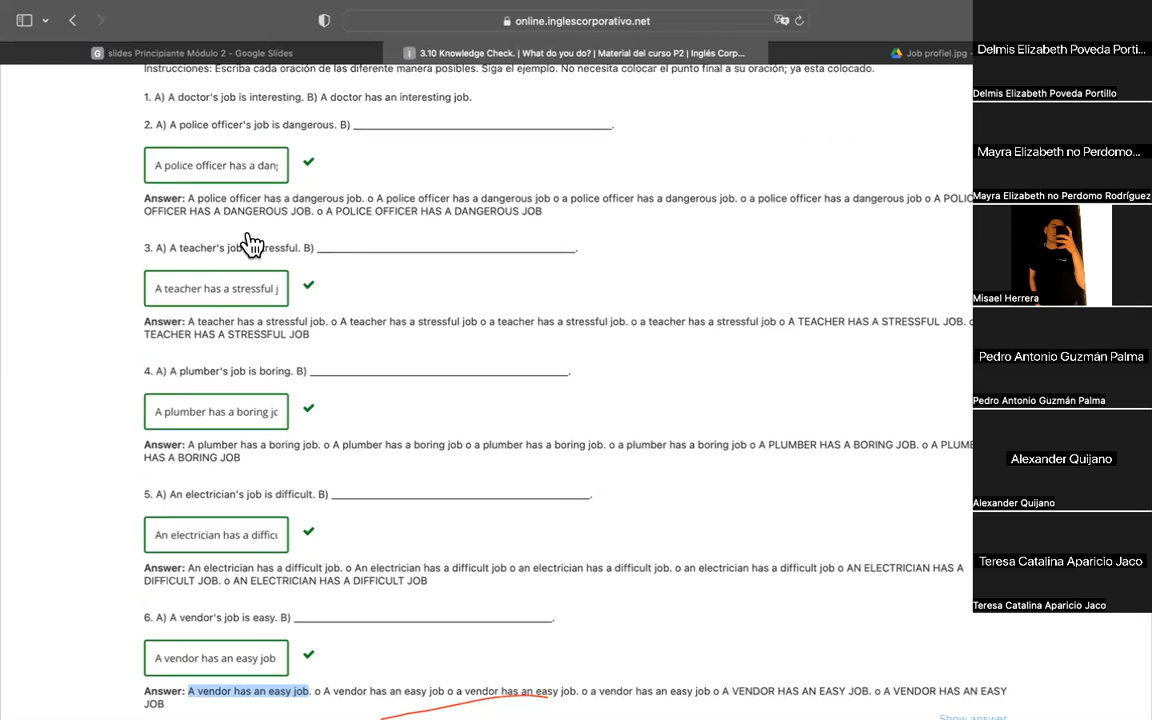 online.inglescorporativo.net
slides Principiante Módulo 2 - Google Slides
3.10 Knowledge Check. | What do you do? | Material del curso P2 | Inglés Corp...
Job profiel.jpg -
Instrucciones: Escriba cada oración de las diferente manera posibles. Siga el ejemplo. No necesita colocar el punto final a su oración; ya esta colocado.
1. A) A doctor's job is interesting. B) A doctor has an interesting job.
2. A) A police officer's job is dangerous. B) ____________________.
A police officer has a dang
Answer: A police officer has a dangerous job. o A police officer has a dangerous job o a police officer has a dangerous job. o a police officer has a dangerous job o A POLIC
OFFICER HAS A DANGEROUS JOB. o A POLICE OFFICER HAS A DANGEROUS JOB
3. A) A teacher's job stressful. B) ____________________.
A teacher has a stressful j
Answer: A teacher has a stressful job. o A teacher has a stressful job o a teacher has a stressful job. o a teacher has a stressful job o A TEACHER HAS A STRESSFUL JOB. o
TEACHER HAS A STRESSFUL JOB
4. A) A plumber's job is boring. B) ____________________.
A plumber has a boring jo
Answer: A plumber has a boring job. o A plumber has a boring job o a plumber has a boring job. o a plumber has a boring job o A PLUMBER HAS A BORING JOB. o A PLUME
HAS A BORING JOB
5. A) An electrician's job is difficult. B) ____________________.
An electrician has a difficu
Answer: An electrician has a difficult job. o An electrician has a difficult job o an electrician has a difficult job. o an electrician has a difficult job o AN ELECTRICIAN HAS A
DIFFICULT JOB. o AN ELECTRICIAN HAS A DIFFICULT JOB
6. A) A vendor's job is easy. B) ____________________.
A vendor has an easy job
Answer: A vendor has an easy job. o A vendor has an easy job o a vendor has an easy job. o a vendor has an easy job o A VENDOR HAS AN EASY JOB. o A VENDOR HAS AN EASY
JOB
Show answer
Delmis Elizabeth Poveda Porti...
Delmis Elizabeth Poveda Portillo
Mayra Elizabeth no Perdomo...
Mayra Elizabeth no Perdomo Rodríguez
Misael Herrera
Pedro Antonio Guzmán Palma
Pedro Antonio Guzmán Palma
Alexander Quijano
Alexander Quijano
Teresa Catalina Aparicio Jaco
Teresa Catalina Aparicio Jaco